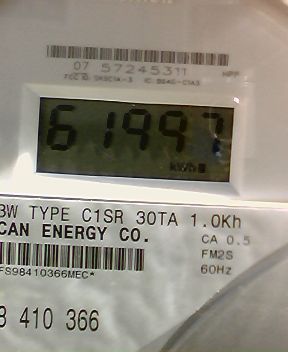 07 57245311
61997
kWh
3W TYPE C1SR 30TA 1.0Kh
CAN ENERGY CO.
CA 0.5
FM2S
60Hz
FS98410366MEC*
8 410 366